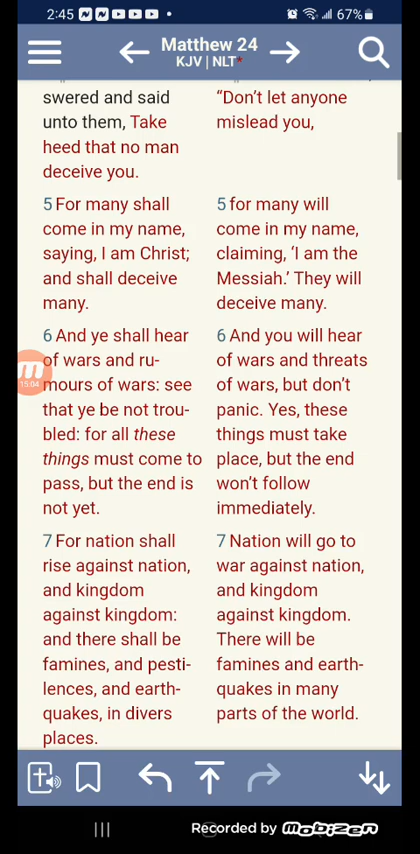 2:45
67%
Matthew 24
KJV | NLT*
swered and said
unto them, Take
heed that no man
deceive you.
5 For many shall
come in my name,
saying, I am Christ;
and shall deceive
many.
6 And ye shall hear
of wars and ru-
mours of wars: see
that ye be not trou-
bled: for all these
things must come to
pass, but the end is
not yet.
7 For nation shall
rise against nation,
and kingdom
against kingdom:
and there shall be
famines, and pesti-
lences, and earth-
quakes, in divers
places.
“Don’t let anyone
mislead you,
5 for many will
come in my name,
claiming, ‘I am the
Messiah.’ They will
deceive many.
6 And you will hear
of wars and threats
of wars, but don’t
panic. Yes, these
things must take
place, but the end
won’t follow
immediately.
7 Nation will go to
war against nation,
and kingdom
against kingdom.
There will be
famines and earth-
quakes in many
parts of the world.
m
15:04
Recorded by mobizen